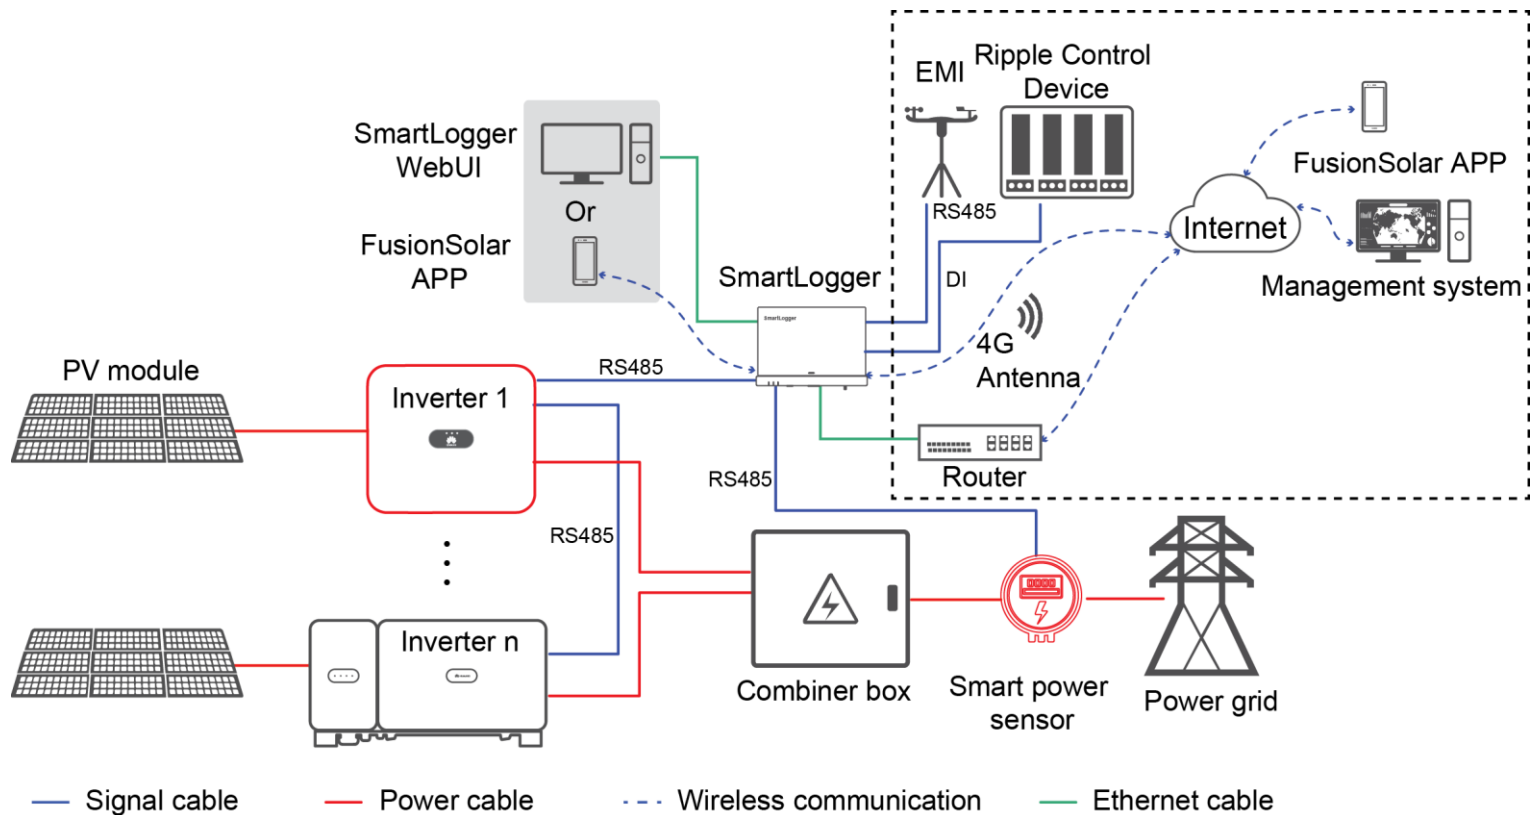 EMI
Ripple Control
Device
SmartLogger
WebUI
Or
FusionSolar
APP
FusionSolar APP
Internet
Management system
RS485
DI
SmartLogger
SmartLogger
4G
Antenna
PV module
RS485
Inverter 1
Router
RS485
RS485
Inverter n
Combiner box
Smart power
sensor
Power grid
Signal cable
Power cable
Wireless communication
Ethernet cable